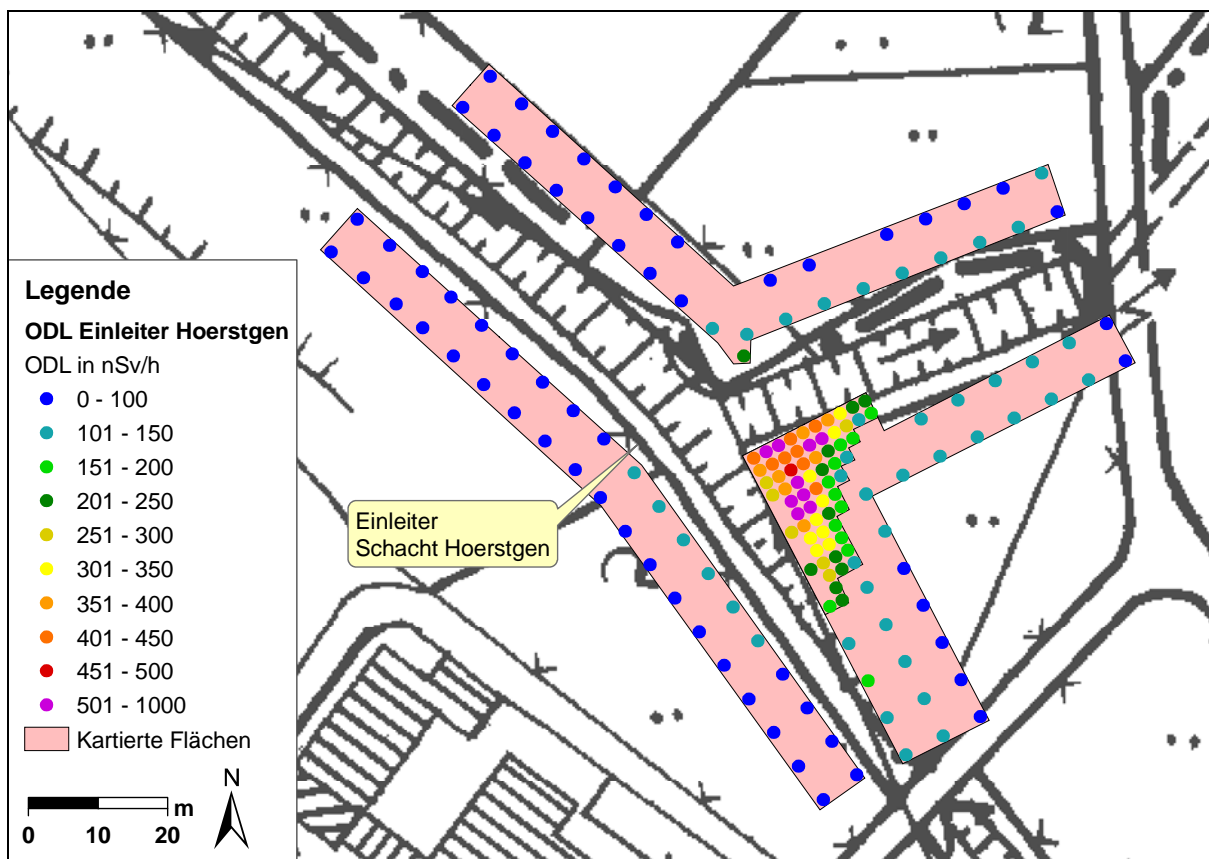 Legende
ODL Einleiter Hoerstgen
ODL in nSv/h
0 - 100
101 - 150
151 - 200
201 - 250
251 - 300
301 - 350
351 - 400
401 - 450
451 - 500
501 - 1000
Kartierte Flächen
N
m
0 10 20
Einleiter
Schacht Hoerstgen